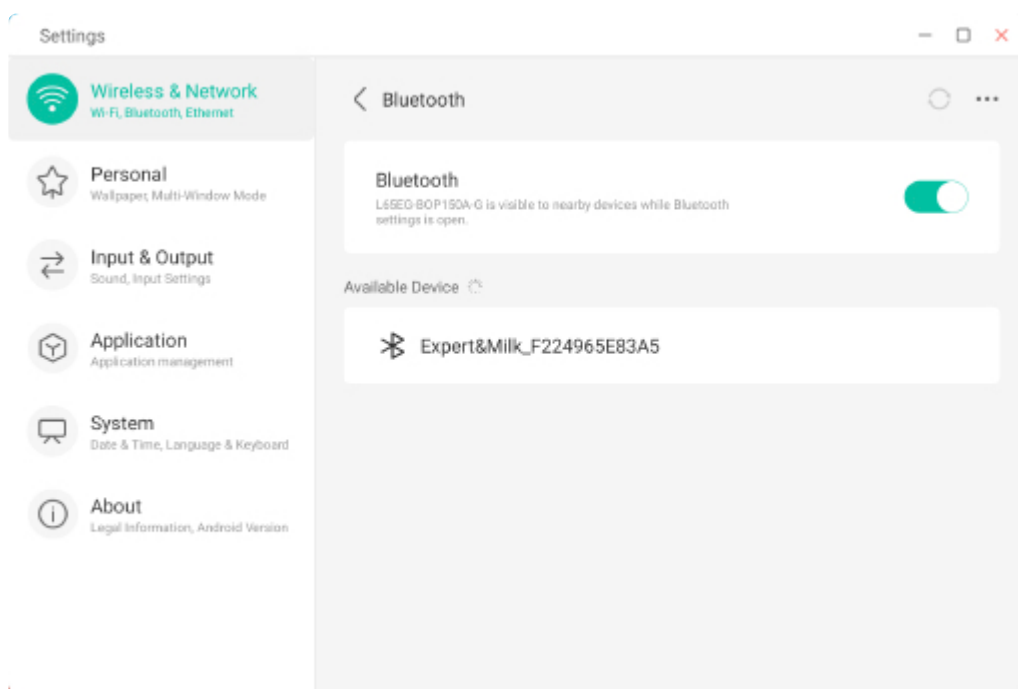 Settings
Wireless & Network
Wi-Fi, Bluetooth, Ethernet
Personal
Wallpaper, Multi-Window Mode
Input & Output
Sound, Input Settings
Application
Application management
System
Date & Time, Language & Keyboard
About
Legal Information, Android Version
Bluetooth
Bluetooth
L65EG-BOP150A-G is visible to nearby devices while Bluetooth
settings is open.
Available Device
Expert&Milk_F224965E83A5